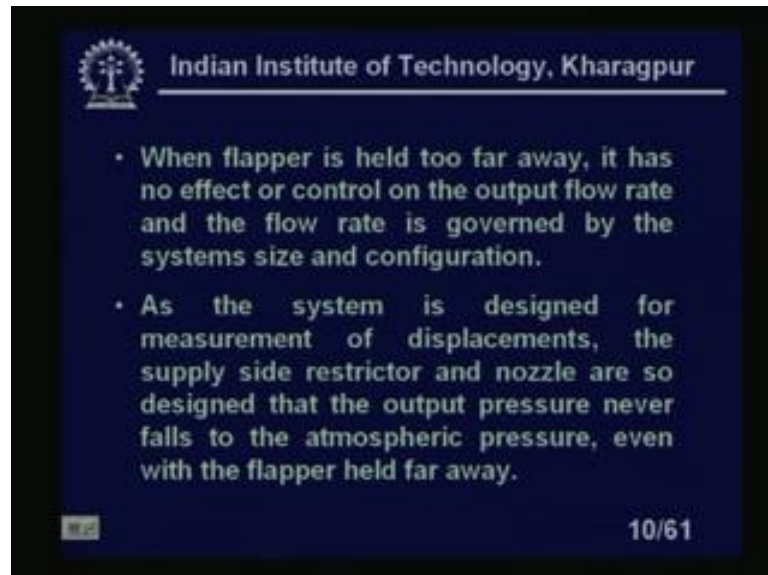 Indian Institute of Technology, Kharagpur
• When flapper is held too far away, it has
no effect or control on the output flow rate
and the flow rate is governed by the
systems size and configuration.
• As the system is designed for
measurement of displacements, the
supply side restrictor and nozzle are so
designed that the output pressure never
falls to the atmospheric pressure, even
with the flapper held far away.
10/61